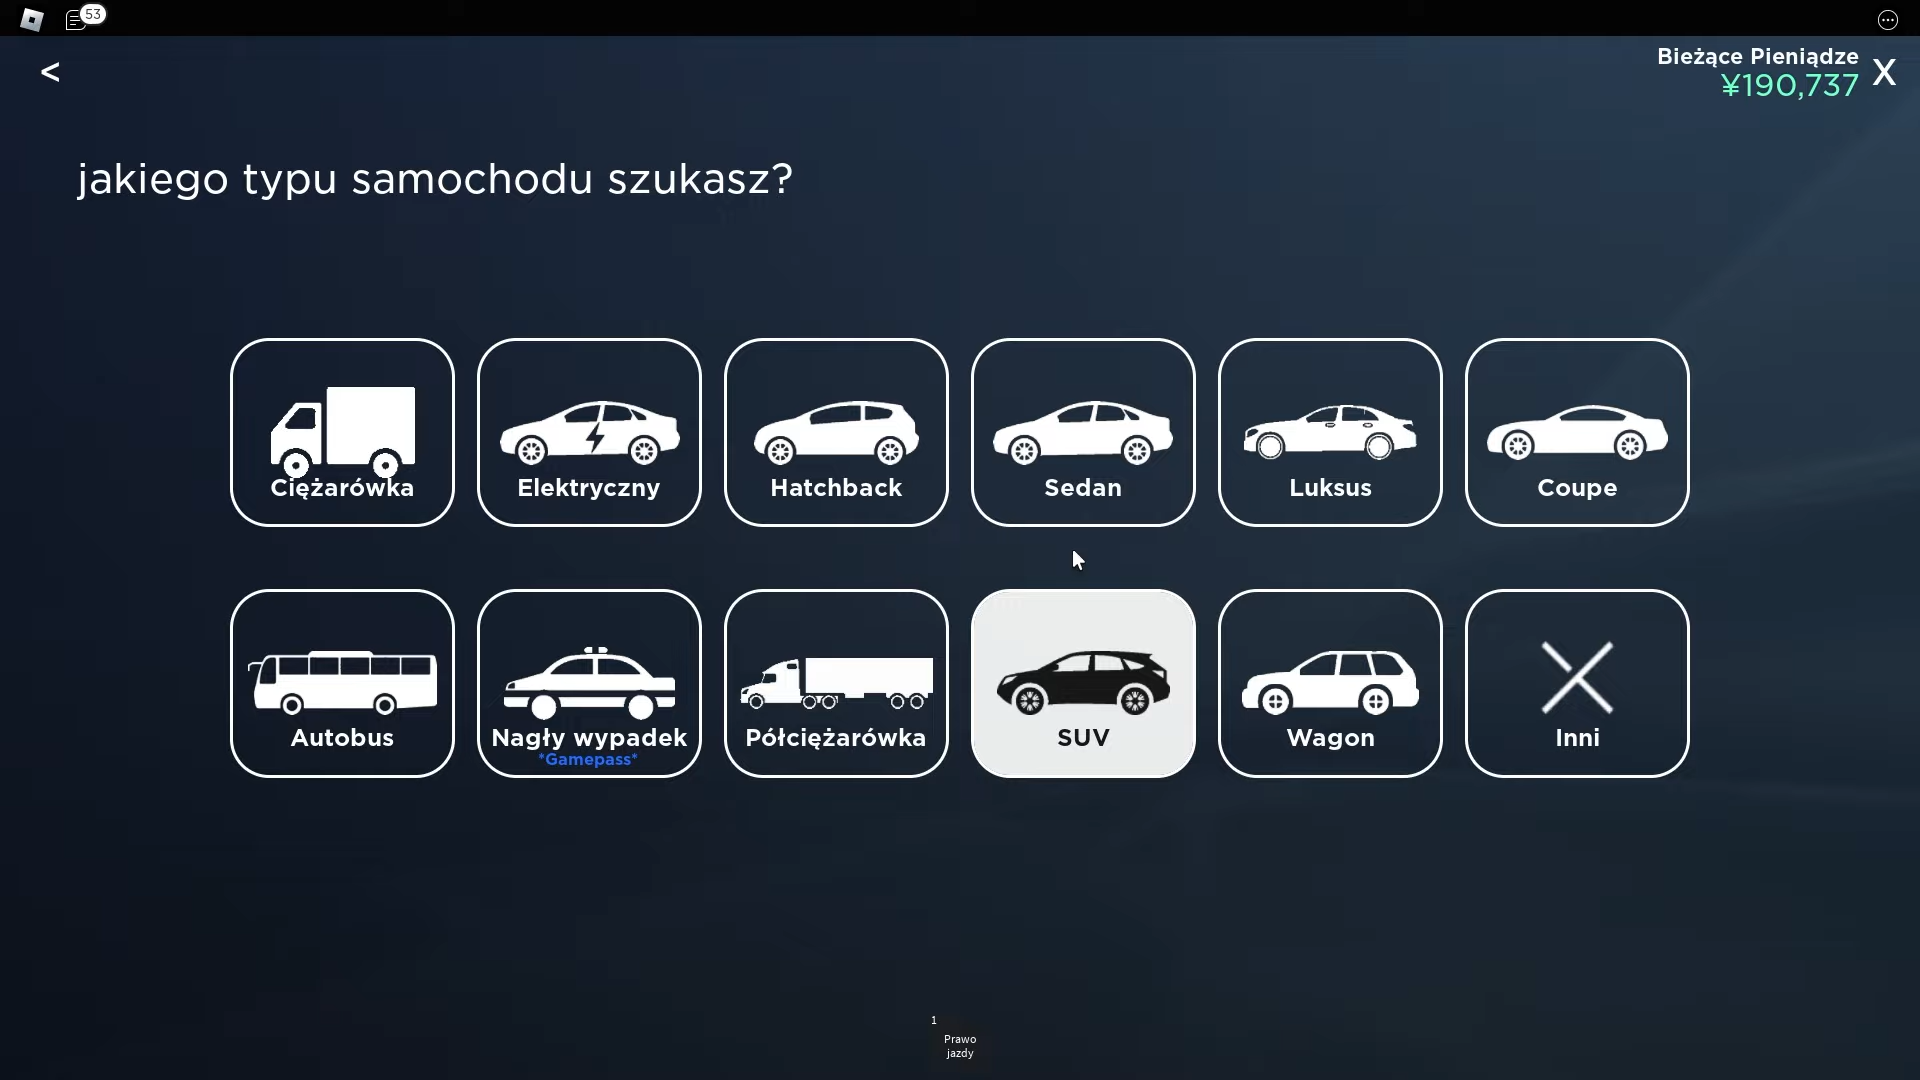 53
<
Bieżące Pieniądze
¥190,737
X
jakiego typu samochodu szukasz?
Ciężarówka
Elektryczny
Hatchback
Sedan
Luksus
Coupe
Autobus
Nagły wypadek
*Gamepass*
Półciężarówka
SUV
Wagon
Inni
1
Prawo
jazdy